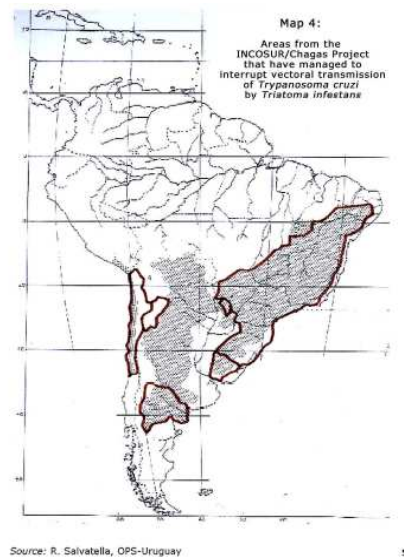 Map 4:
Areas from the
INCOSUR/Chagas Project
that have managed to
interrupt vectoral transmission
of Trypanosoma cruzi
by Triatoma infestans
Source: R. Salvatella, OPS-Uruguay